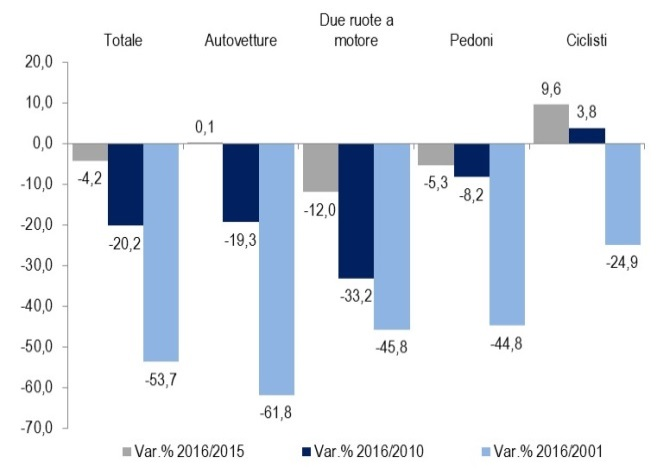 Totale
Autovetture
Due ruote a
motore
Pedoni
Ciclisti
20,0
10,0
0,0
-10,0
-20,0
-30,0
-40,0
-50,0
-60,0
-70,0
-4,2
-20,2
-53,7
0,1
-19,3
-61,8
-12,0
-33,2
-45,8
-5,3
-8,2
-44,8
9,6
3,8
-24,9
Var.% 2016/2015
Var.% 2016/2010
Var.% 2016/2001